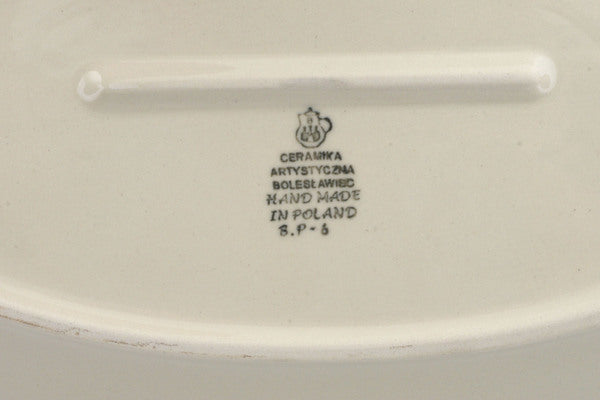 CERAMIKA
ARTYSTYCZNA
BOLESŁAWIEC
HAND MADE
IN POLAND
B.P-6